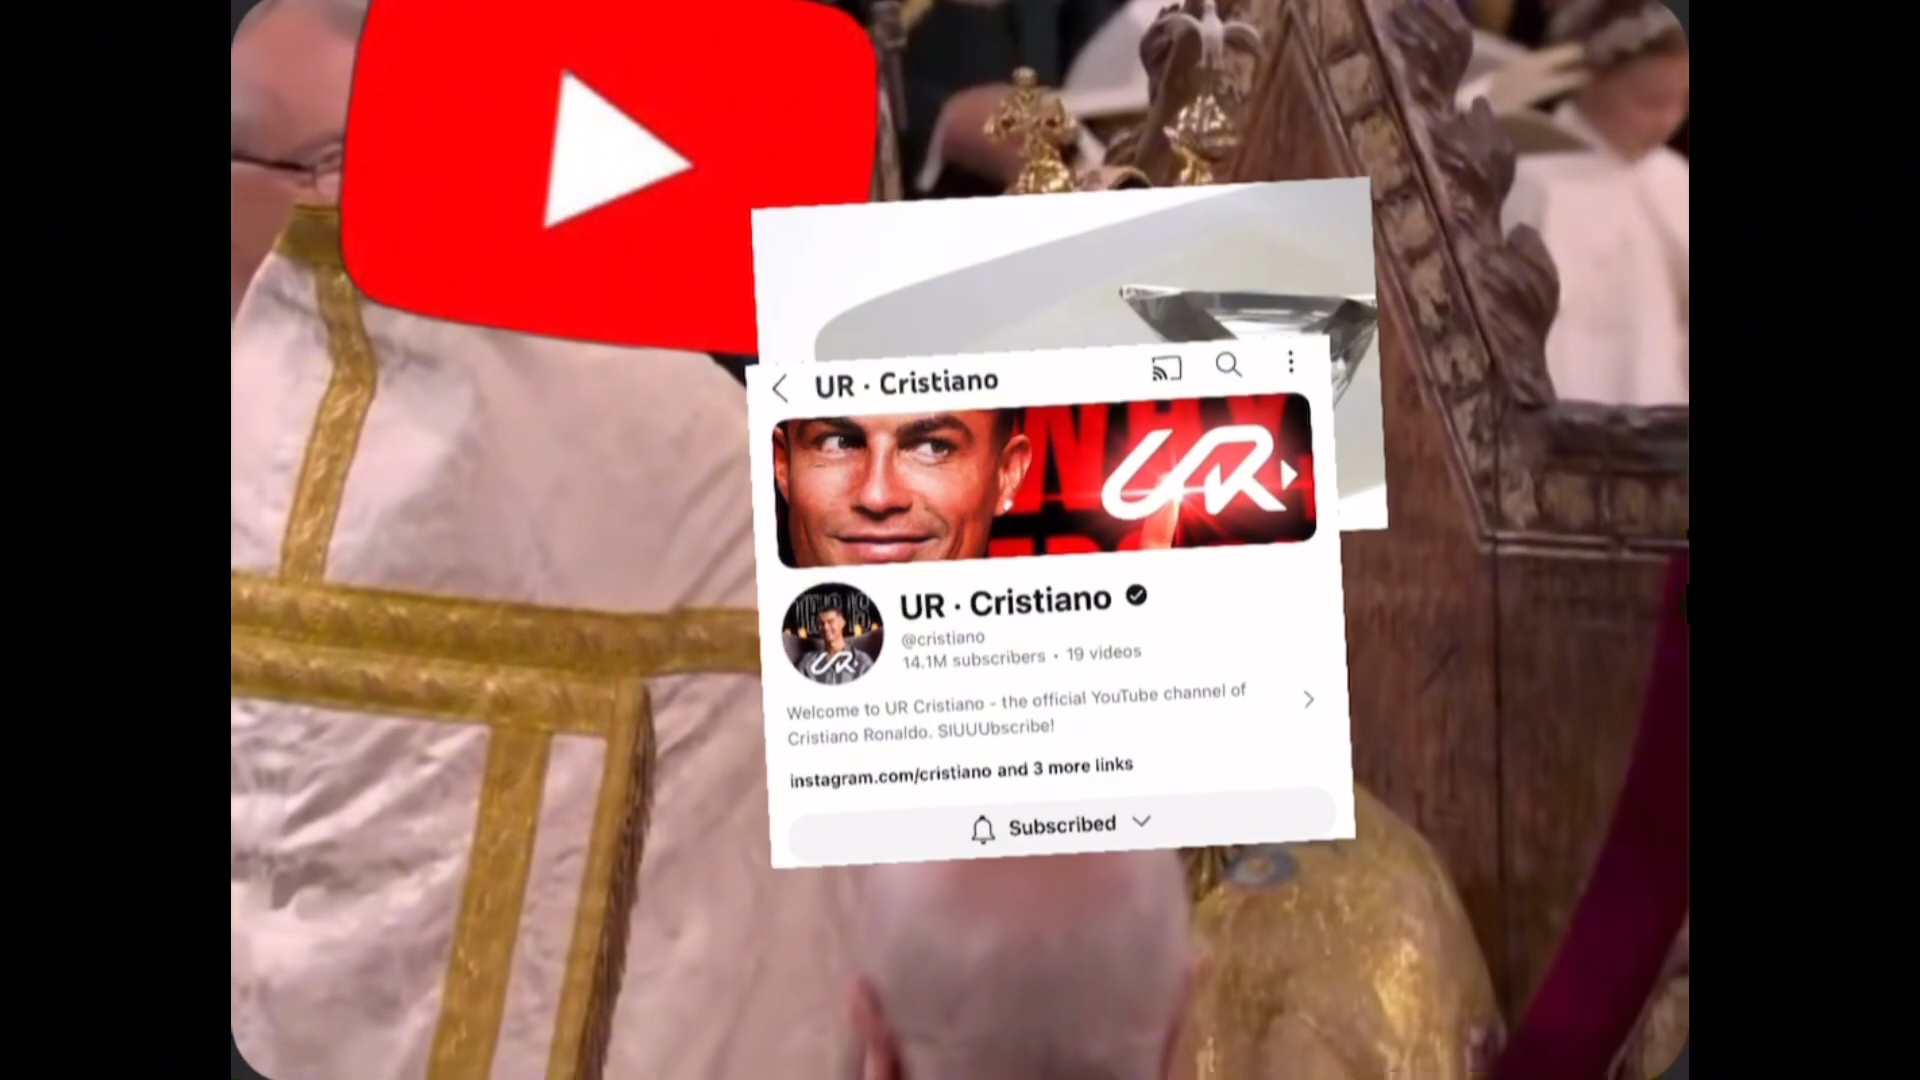 UR · Cristiano
UR
UR · Cristiano
@cristiano
14.1M subscribers • 19 videos
Welcome to UR Cristiano - the official YouTube channel of
Cristiano Ronaldo. SIUUUbscribe!
instagram.com/cristiano and 3 more links
Subscribed